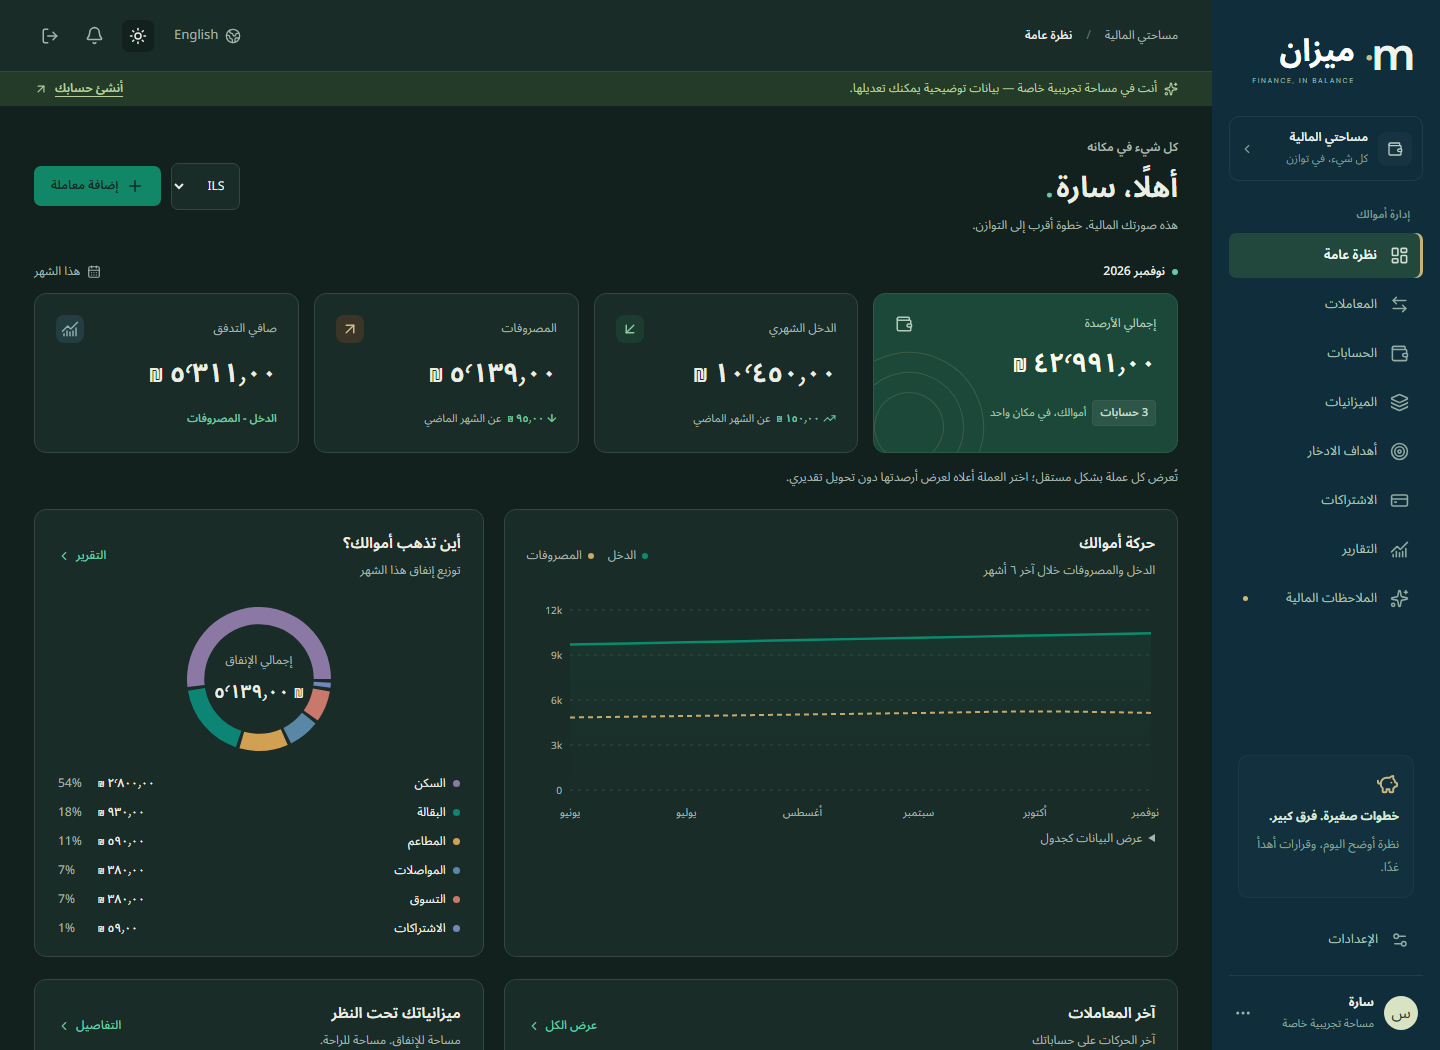 m. ميزان
FINANCE, IN BALANCE
مساحتي المالية
كل شيء، في توازن
إدارة أموالك
نظرة عامة
المعاملات
الحسابات
الميزانيات
أهداف الادخار
الاشتراكات
التقارير
الملاحظات المالية
خطوات صغيرة. فرق كبير.
نظرة أوضح اليوم، وقرارات أهدأ
غدًا.
الإعدادات
س
سارة
مساحة تجريبية خاصة
مساحتي المالية / نظرة عامة
English
أنت في مساحة تجريبية خاصة — بيانات توضيحية يمكنك تعديلها.
أنشئ حسابك
كل شيء في مكانه
أهلًا، سارة.
هذه صورتك المالية. خطوة أقرب إلى التوازن.
ILS
إضافة معاملة
نوفمبر 2026
هذا الشهر
إجمالي الأرصدة
٤٢٬٩٩١٫٠٠ ₪
3 حسابات أموالك، في مكان واحد
الدخل الشهري
١٠٬٤٥٠٫٠٠ ₪
١٥٠٫٠٠ ₪ عن الشهر الماضي
المصروفات
٥٬١٣٩٫٠٠ ₪
٩٥٫٠٠ ₪ عن الشهر الماضي
صافي التدفق
٥٬٣١١٫٠٠ ₪
الدخل - المصروفات
تُعرض كل عملة بشكل مستقل؛ اختر العملة أعلاه لعرض أرصدتها دون تحويل تقديري.
حركة أموالك
الدخل والمصروفات خلال آخر ٦ أشهر
الدخل
المصروفات
12k
9k
6k
3k
0
يونيو يوليو أغسطس سبتمبر أكتوبر نوفمبر
عرض البيانات كجدول
أين تذهب أموالك؟
توزيع إنفاق هذا الشهر
التقرير
إجمالي الإنفاق
٥٬١٣٩٫٠٠ ₪
السكن ٢٬٨٠٠٫٠٠ ₪ 54%
البقالة ٩٣٠٫٠٠ ₪ 18%
المطاعم ٥٩٠٫٠٠ ₪ 11%
المواصلات ٣٨٠٫٠٠ ₪ 7%
التسوق ٣٨٠٫٠٠ ₪ 7%
الاشتراكات ٥٩٫٠٠ ₪ 1%
آخر المعاملات
آخر الحركات على حساباتك
عرض الكل
ميزانياتك تحت النظر
مساحة للإنفاق. مساحة للراحة.
التفاصيل